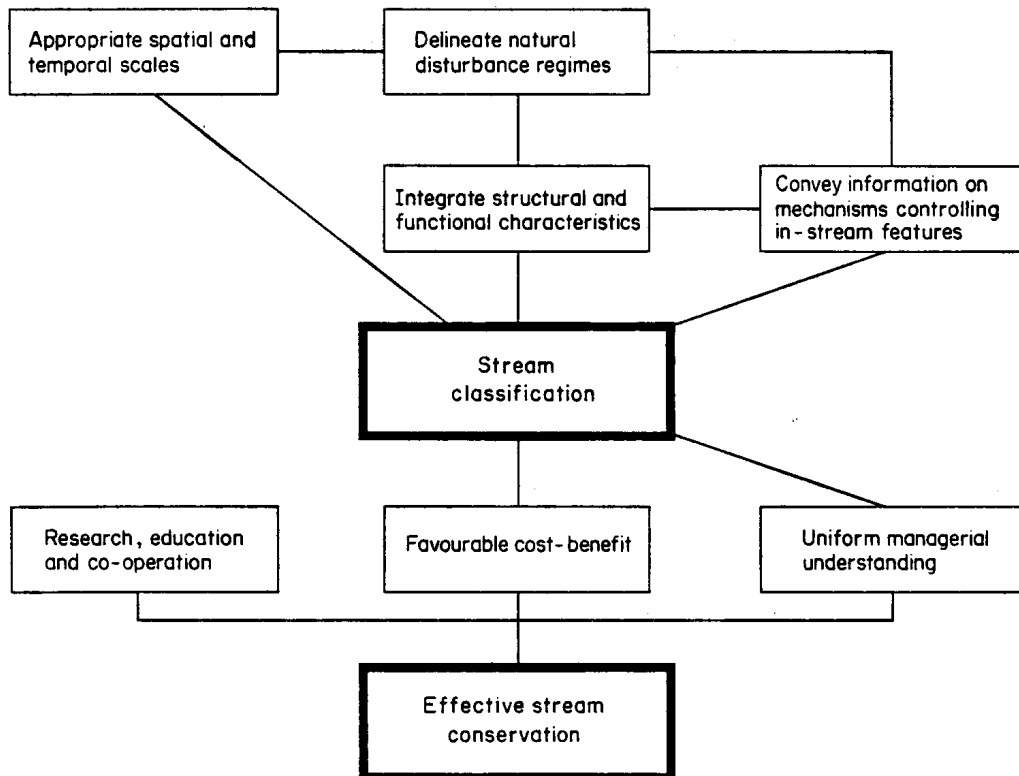 Appropriate spatial and
temporal scales
Delineate natural
disturbance regimes
Integrate structural and
functional characteristics
Convey information on
mechanisms controlling
in-stream features
Stream
classification
Research, education
and co-operation
Favourable cost-benefit
Uniform managerial
understanding
Effective stream
conservation